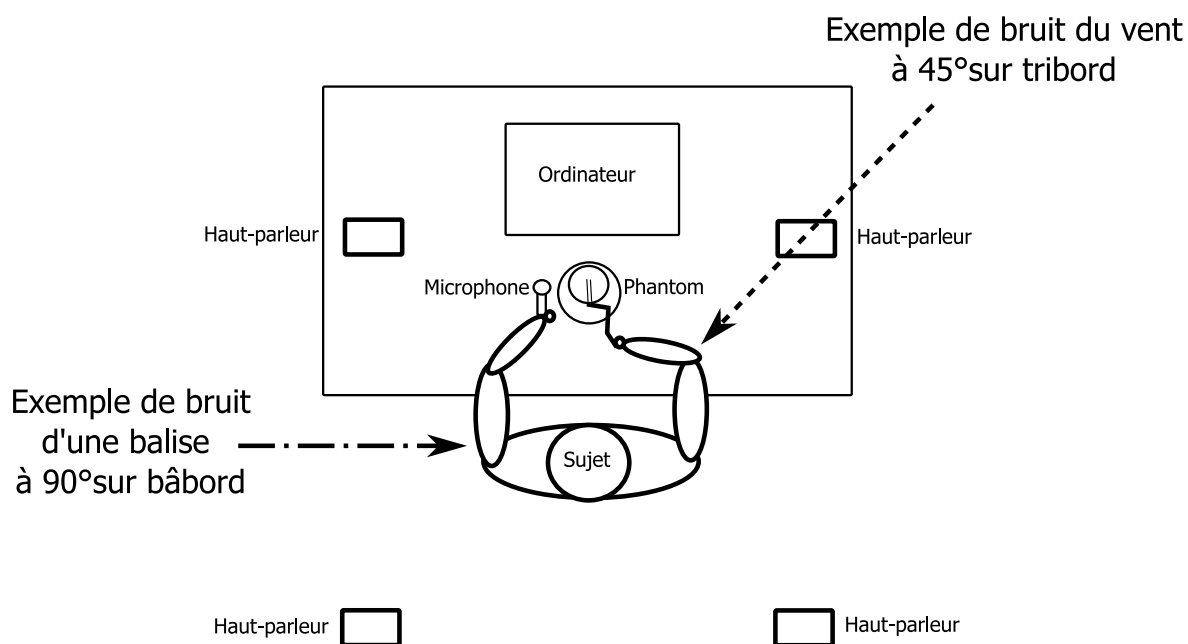 Exemple de bruit du vent
à 45°sur tribord
Ordinateur
Haut-parleur
Haut-parleur
Microphone
Phantom
Exemple de bruit
d'une balise
à 90°sur bâbord
Sujet
Haut-parleur
Haut-parleur